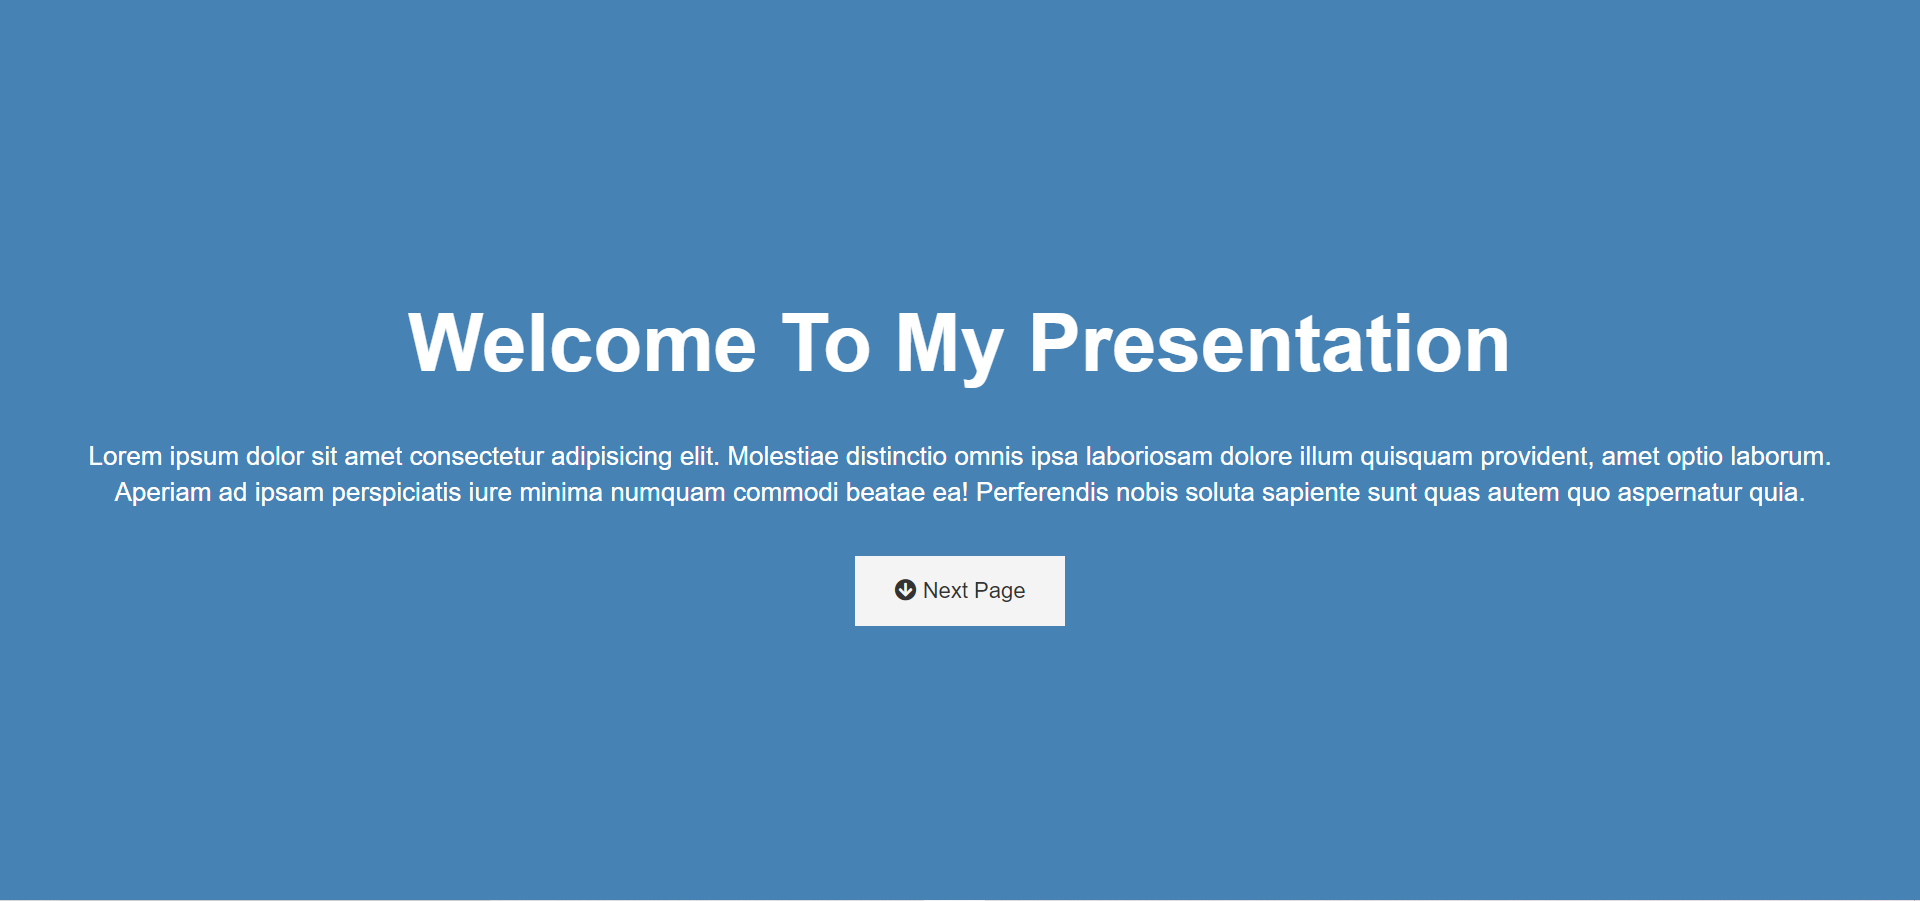 Welcome To My Presentation
Lorem ipsum dolor sit amet consectetur adipisicing elit. Molestiae distinctio omnis ipsa laboriosam dolore illum quisquam provident, amet optio laborum.
Aperiam ad ipsam perspiciatis iure minima numquam commodi beatae ea! Perferendis nobis soluta sapiente sunt quas autem quo aspernatur quia.
Next Page